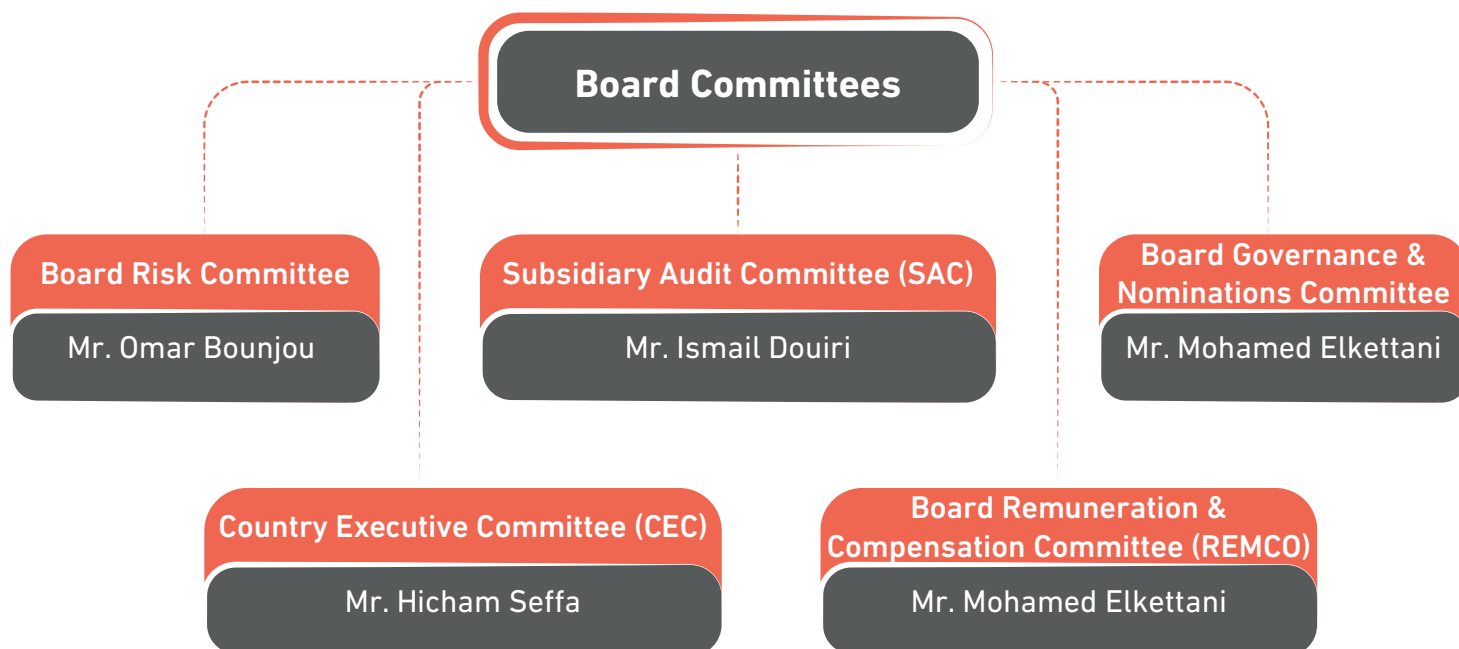 Board Committees
Board Risk Committee
Mr. Omar Bounjou
Subsidiary Audit Committee (SAC)
Mr. Ismail Douiri
Board Governance &
Nominations Committee
Mr. Mohamed Elkettani
Country Executive Committee (CEC)
Mr. Hicham Seffa
Board Remuneration &
Compensation Committee (REMCO)
Mr. Mohamed Elkettani